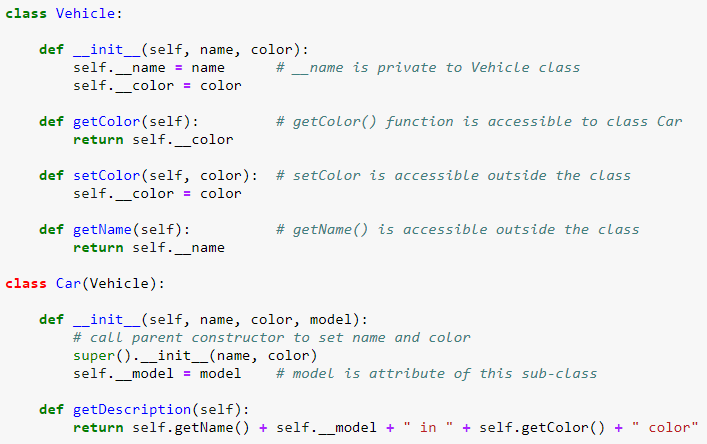 class Vehicle:
    def __init__(self, name, color):
        self.__name = name      # __name is private to Vehicle class
        self.__color = color
    def getColor(self):         # getColor() function is accessible to class Car
        return self.__color
    def setColor(self, color):  # setColor is accessible outside the class
        self.__color = color
    def getName(self):          # getName() is accessible outside the class
        return self.__name
class Car(Vehicle):
    def __init__(self, name, color, model):
        # call parent constructor to set name and color
        super().__init__(name, color)
        self.__model = model    # model is attribute of this sub-class
    def getDescription(self):
        return self.getName() + self.__model + " in " + self.getColor() + " color"